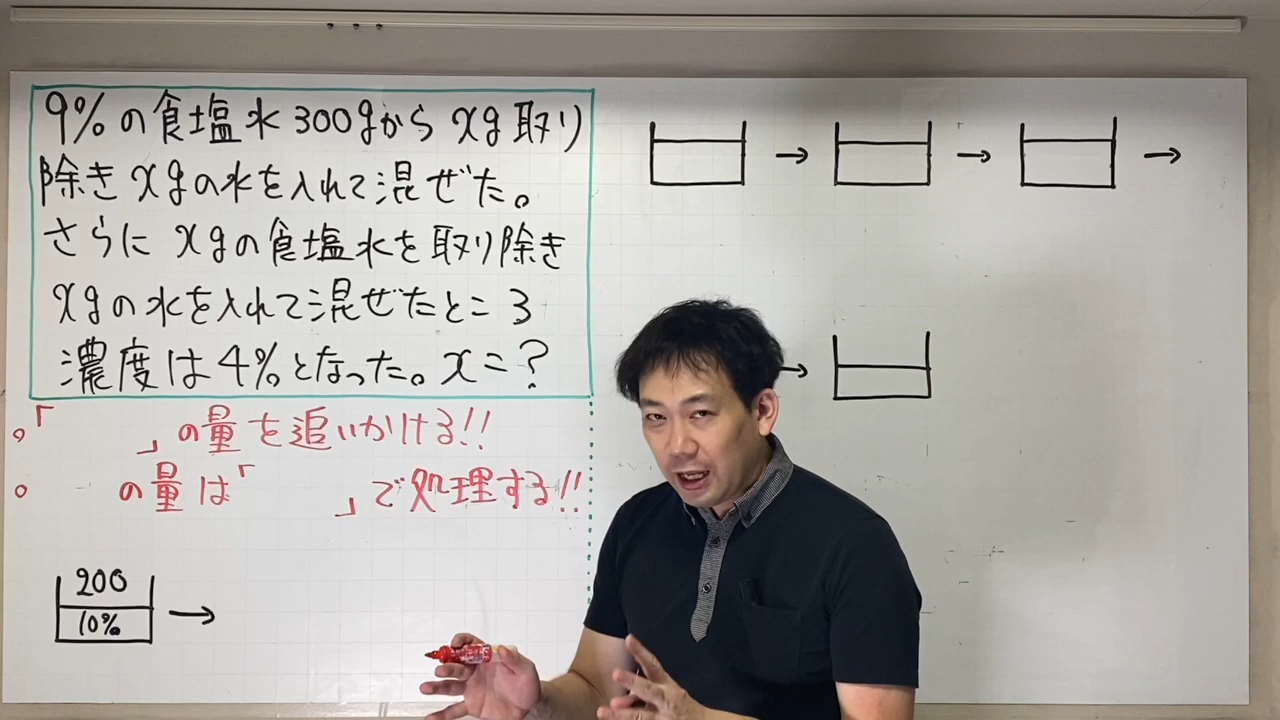 9%の食塩水300gからxg取り
除きxgの水を入れて混ぜた。
さらにxgの食塩水を取り除き
xgの水を入れて混ぜたところ
濃度は4%となった。x=?
。「　　　」の量を追いかける!!
。　　の量は「　　　」で処理する!!
200
10%